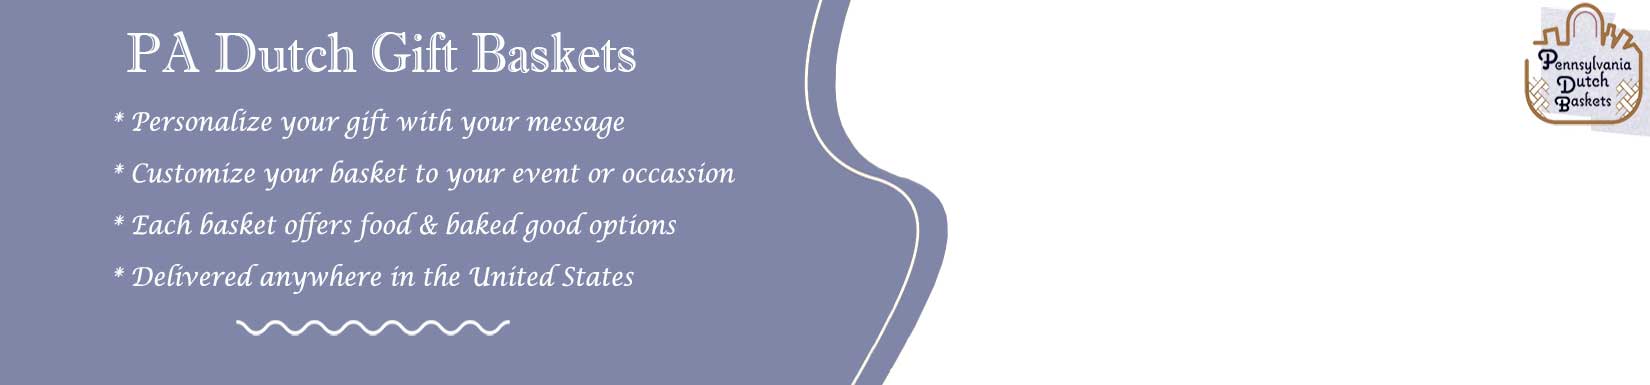 PA Dutch Gift Baskets
* Personalize your gift with your message
* Customize your basket to your event or occassion
* Each basket offers food & baked good options
* Delivered anywhere in the United States
Pennsylvania
Dutch
Baskets